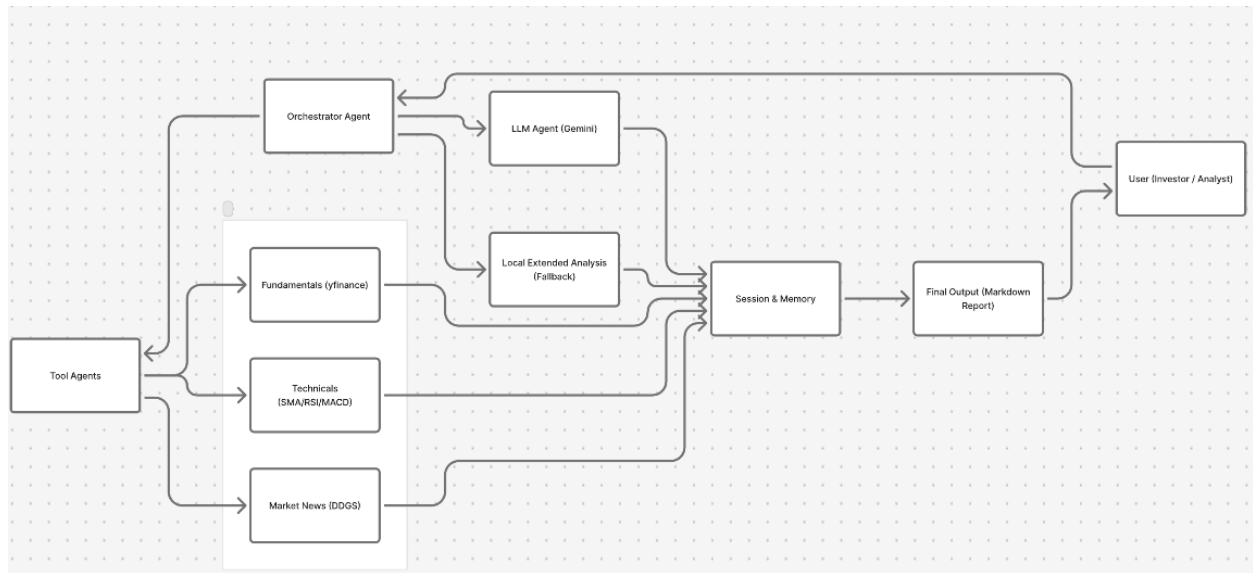 Orchestrator Agent
LLM Agent (Gemini)
User (Investor / Analyst)
Fundamentals (yfinance)
Local Extended Analysis
(Fallback)
Session & Memory
Final Output (Markdown
Report)
Tool Agents
Technicals
(SMA/RSI/MACD)
Market News (DDGS)